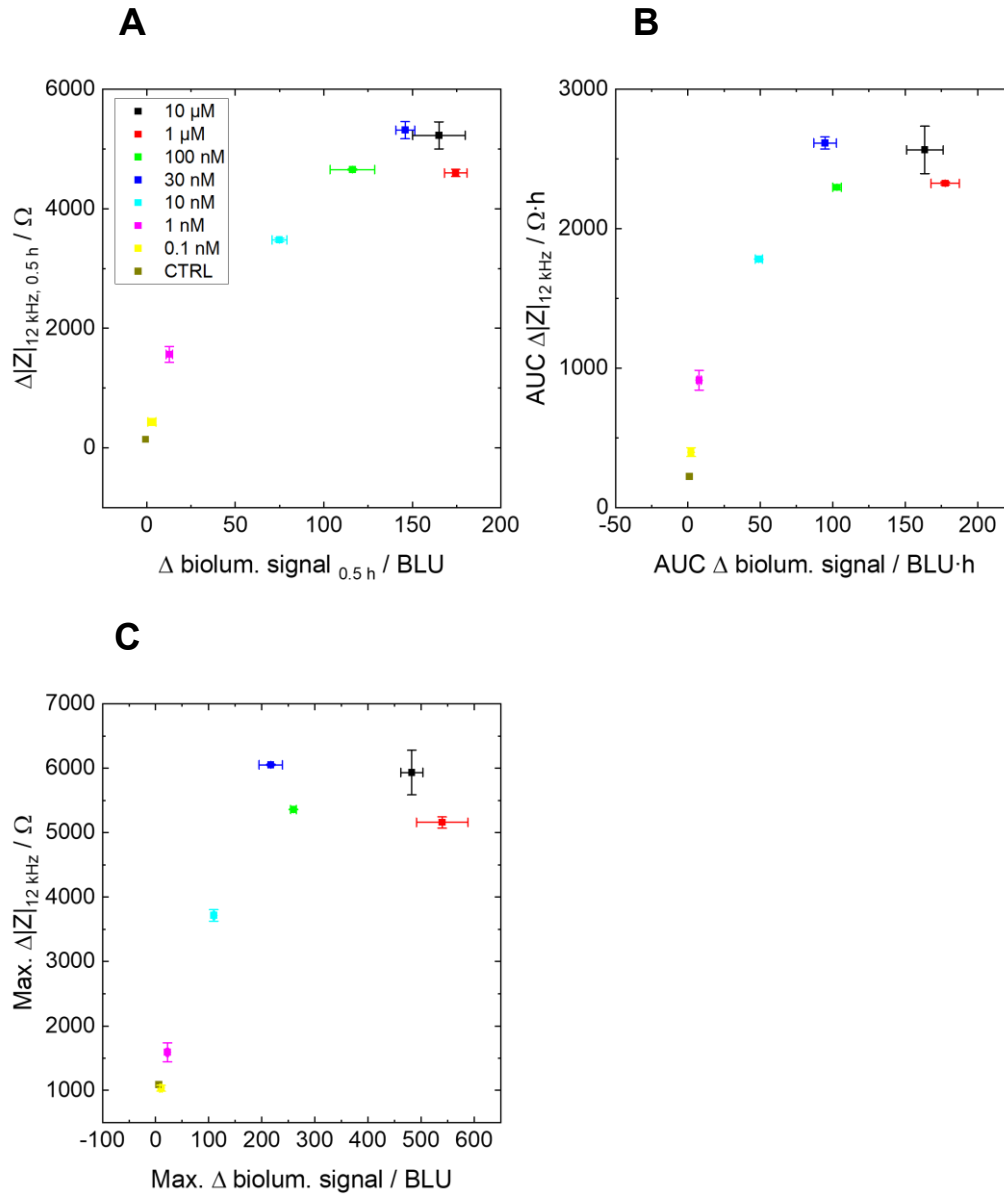 A
B
6000
4000
2000
0
10 µM
1 µM
100 nM
30 nM
10 nM
1 nM
0.1 nM
CTRL
Δ|Z|12 kHz, 0.5 h / Ω
0 50 100 150 200
Δ biolum. signal 0.5 h / BLU
3000
2000
1000
0
AUC Δ|Z|12 kHz / Ω·h
-50 0 50 100 150 200
AUC Δ biolum. signal / BLU·h
C
7000
6000
5000
4000
3000
2000
1000
Max. Δ|Z|12 kHz / Ω
-100 0 100 200 300 400 500 600
Max. Δ biolum. signal / BLU